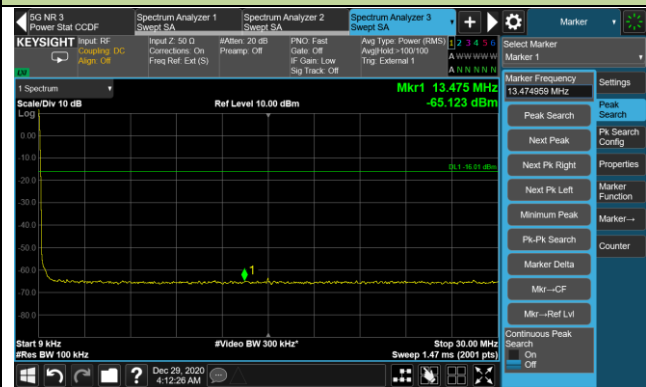 5G NR 3
Power Stat CCDF
Spectrum Analyzer 1
Swept SA
Spectrum Analyzer 2
Swept SA
Spectrum Analyzer 3
Swept SA
Marker
KEYSIGHT
Input: RF
Coupling: DC
Align: Off
Input Z: 50 Ω
Corrections: On
Freq Ref: Ext (S)
#Atten: 20 dB
Preamp: Off
PNO: Fast
Gate: Off
IF Gain: Low
Sig Track: Off
Avg Type: Power (RMS)
Avg|Hold:>100/100
Trig: External 1
1 2 3 4 5 6
A W W W W W
A N N N N N
LXI
Select Marker
Marker 1
1 Spectrum
Scale/Div 10 dB
Log
Ref Level 10.00 dBm
Mkr1 13.475 MHz
-65.123 dBm
Marker Frequency
13.474959 MHz
Settings
Peak Search
Peak
Search
Next Peak
Pk Search
Config
Next Pk Right
Properties
Next Pk Left
Marker
Function
Minimum Peak
Marker→
Pk-Pk Search
Counter
Marker Delta
Mkr→CF
Mkr→Ref Lvl
Continuous Peak
Search
On
Off
0.00
-10.0
DL1 -16.01 dBm
-20.0
-30.0
-40.0
-50.0
-60.0
1
-70.0
-80.0
Start 9 kHz
#Res BW 100 kHz
#Video BW 300 kHz*
Stop 30.00 MHz
Sweep 1.47 ms (2001 pts)
?
Dec 29, 2020
4:12:26 AM